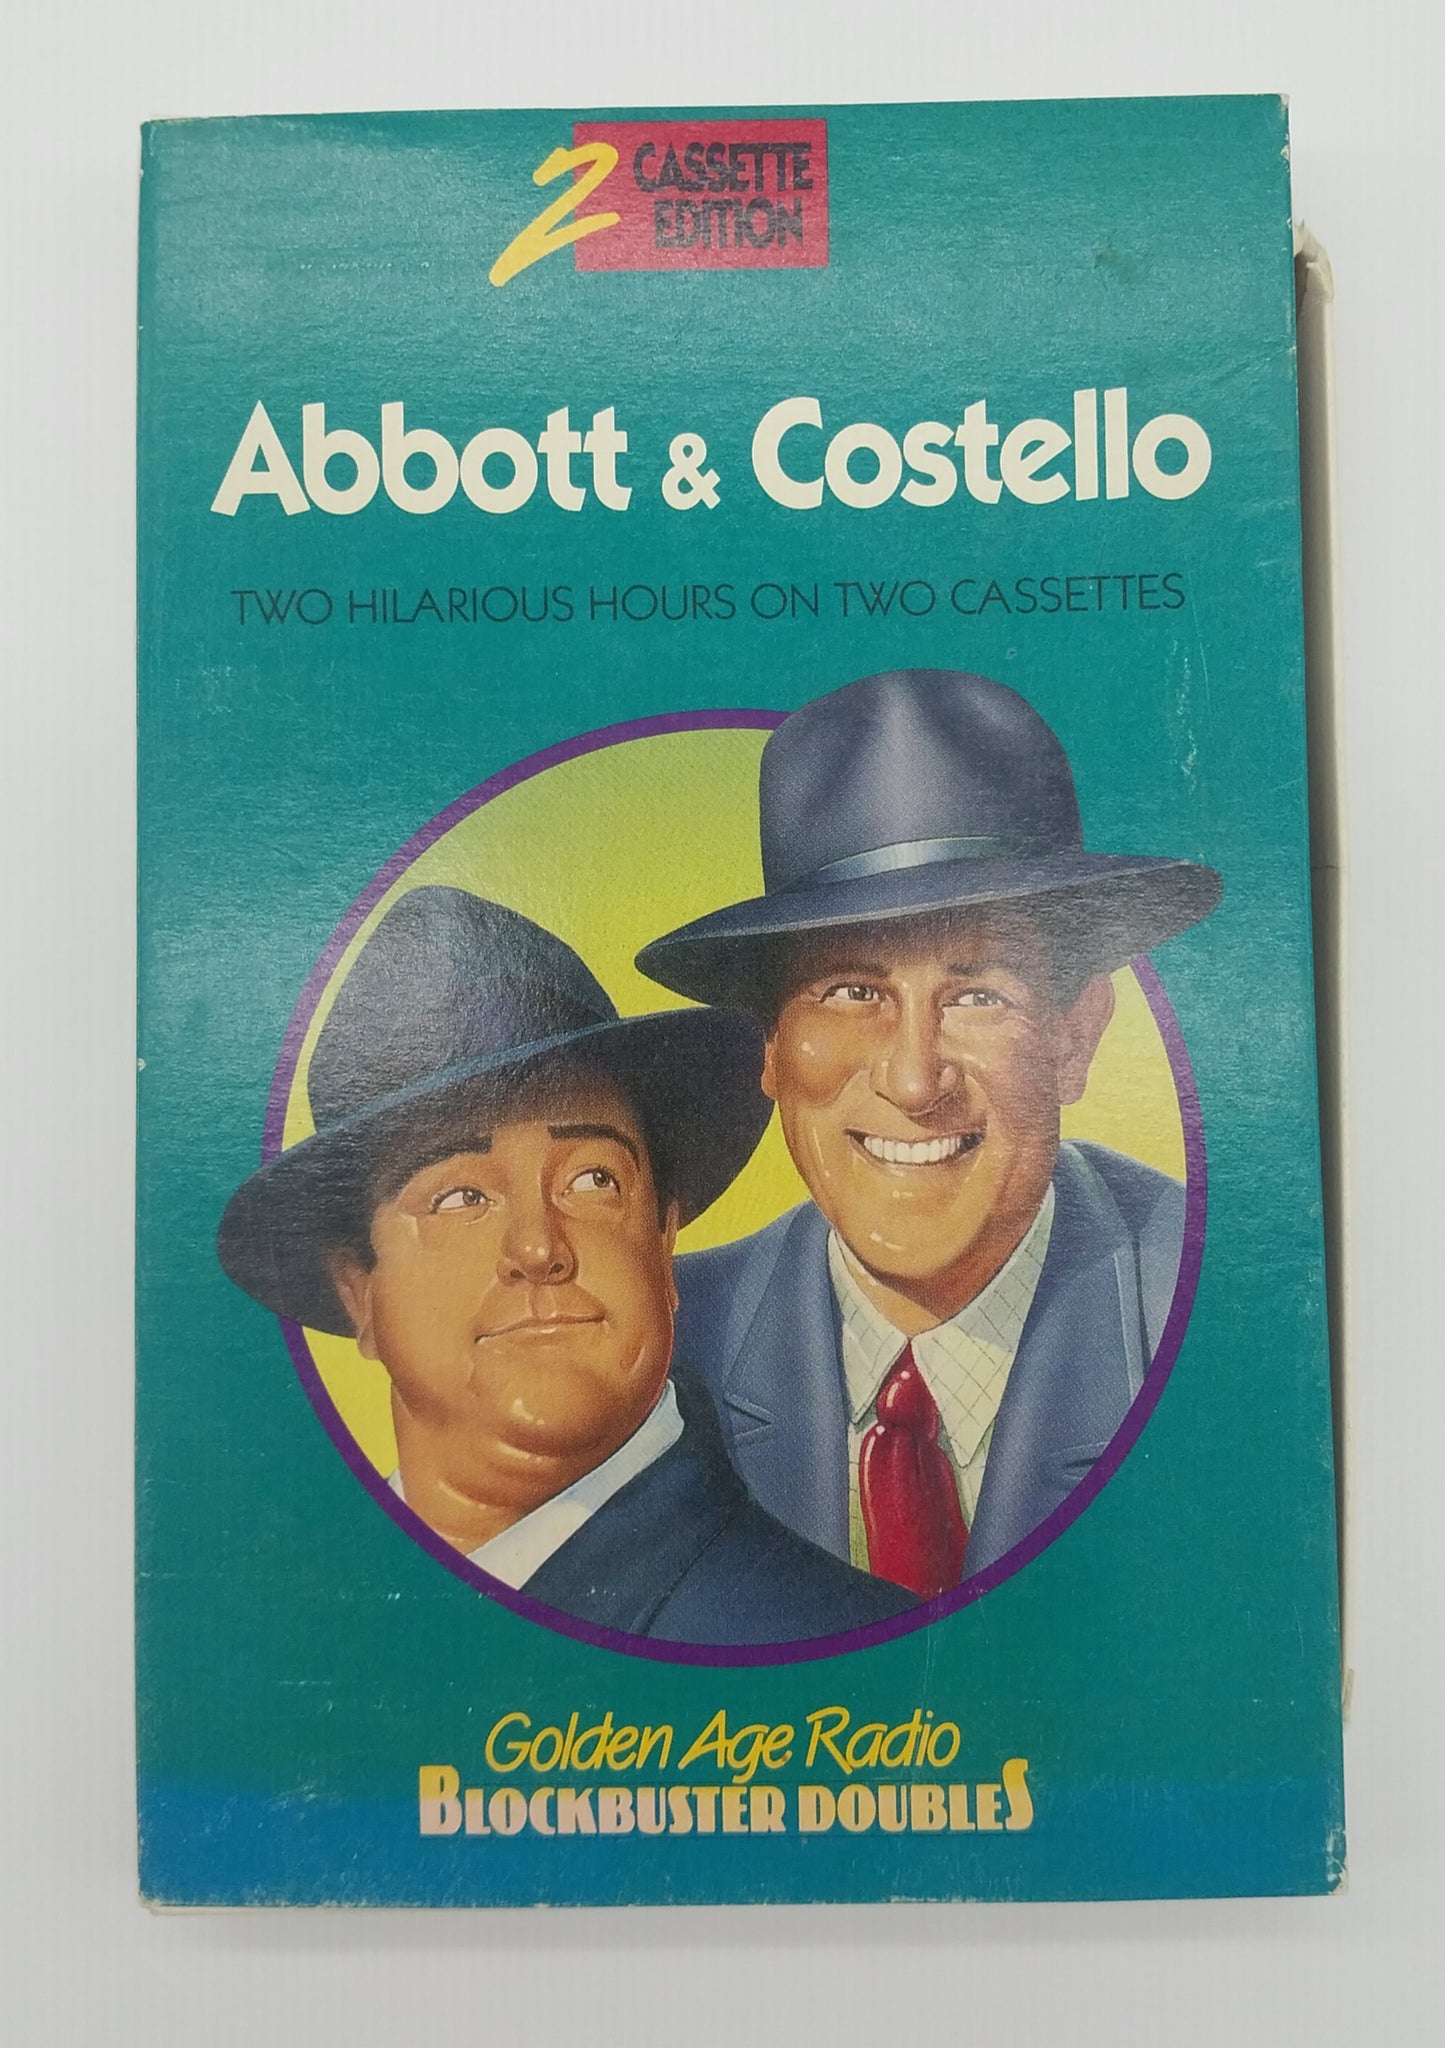 2 CASSETTE
EDITION
Abbott & Costello
TWO HILARIOUS HOURS ON TWO CASSETTES
Golden Age Radio
BLOCKBUSTER DOUBLES